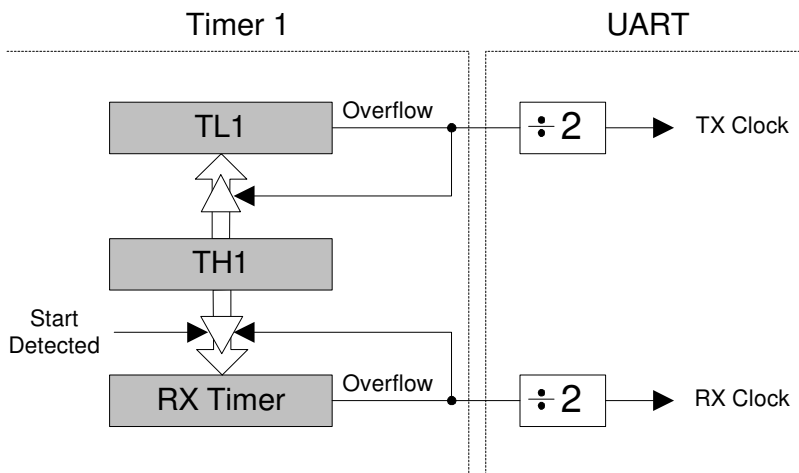 Timer 1
UART
TL1
Overflow
÷ 2
TX Clock
TH1
Start
Detected
RX Timer
Overflow
÷ 2
RX Clock